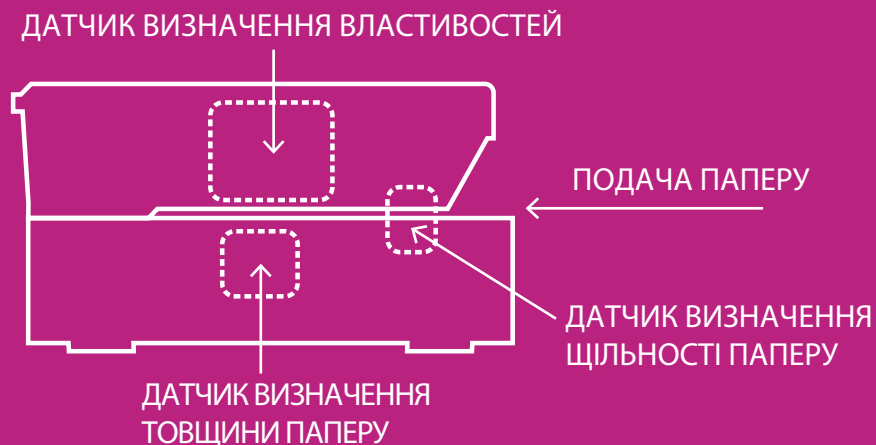 ДАТЧИК ВИЗНАЧЕННЯ ВЛАСТИВОСТЕЙ
ПОДАЧА ПАПЕРУ
ДАТЧИК ВИЗНАЧЕННЯ
ЩІЛЬНОСТІ ПАПЕРУ
ДАТЧИК ВИЗНАЧЕННЯ
ТОВЩИНИ ПАПЕРУ